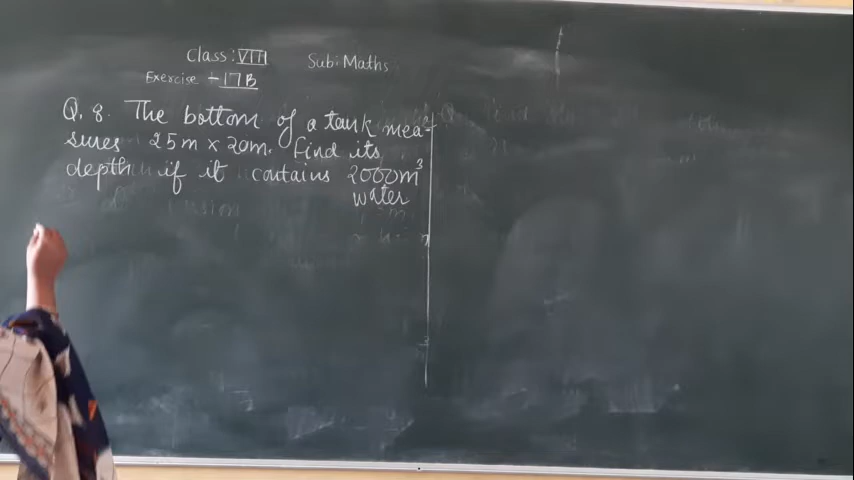 Class: VIII
Sub: Maths
Exercise - 17B
Q. 8. The bottom of a tank mea-
sures 25m x 20m. find its
depth if it contains 2000m³
water